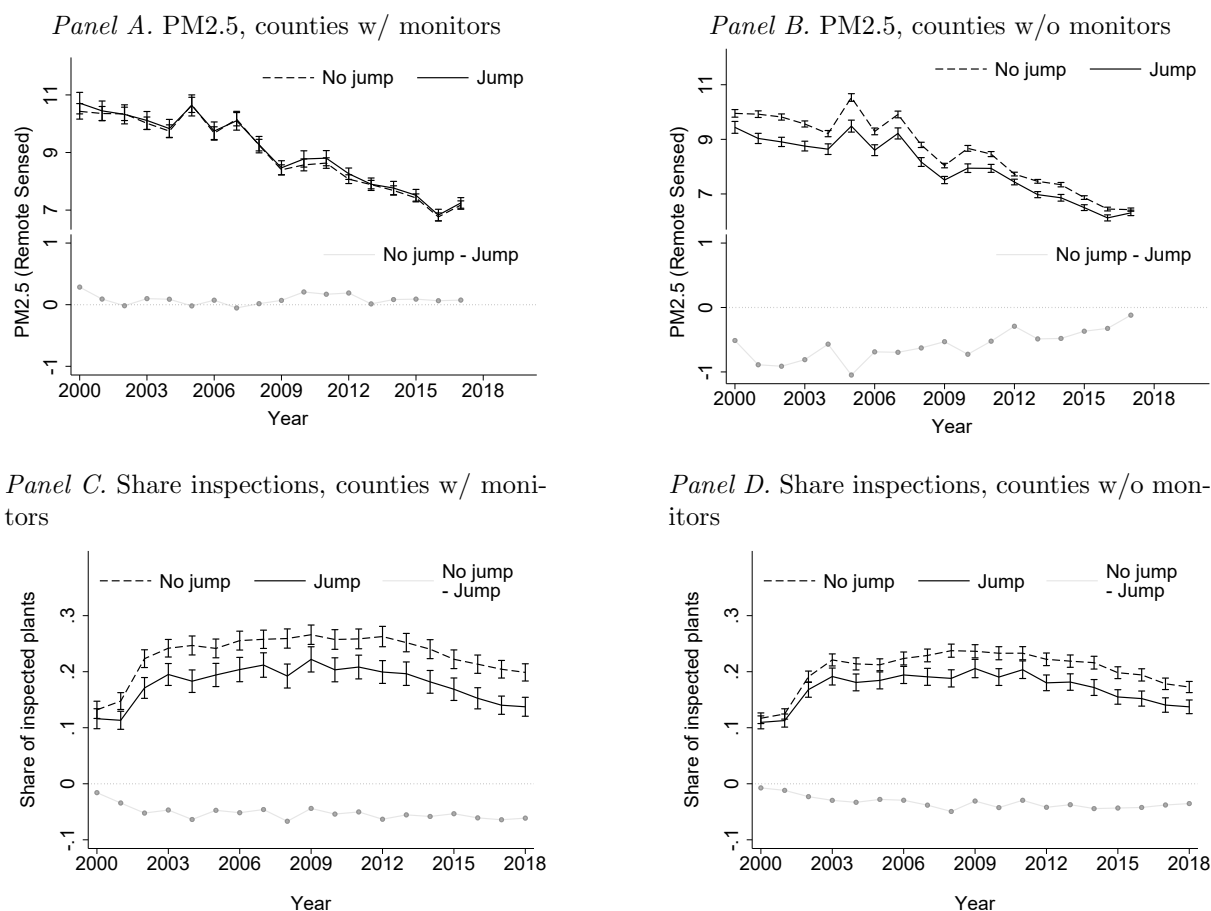 Panel A. PM2.5, counties w/ monitors
No jump
Jump
PM2.5 (Remote Sensed)
11
9
7
1
0
-1
No jump - Jump
2000 2003 2006 2009 2012 2015 2018
Year
Panel B. PM2.5, counties w/o monitors
No jump
Jump
PM2.5 (Remote Sensed)
11
9
7
1
0
-1
No jump - Jump
2000 2003 2006 2009 2012 2015 2018
Year
Panel C. Share inspections, counties w/ moni-
tors
No jump
Jump
No jump
- Jump
Share of inspected plants
.3
.2
.1
0
-.1
2000 2003 2006 2009 2012 2015 2018
Year
Panel D. Share inspections, counties w/o mon-
itors
No jump
Jump
No jump
- Jump
Share of inspected plants
.3
.2
.1
0
-.1
2000 2003 2006 2009 2012 2015 2018
Year